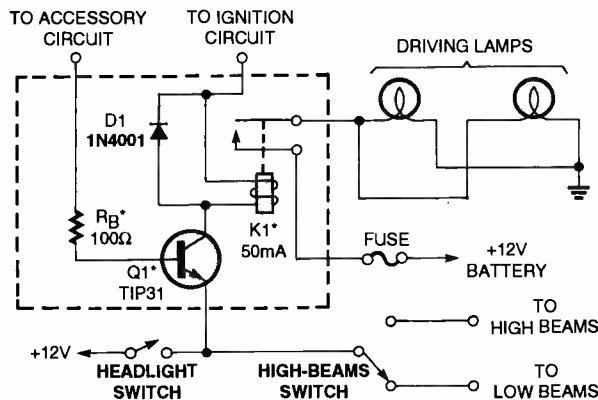 TO ACCESSORY
CIRCUIT
TO IGNITION
CIRCUIT
DRIVING LAMPS
D1
1N4001
RB*
100Ω
K1*
50mA
Q1*
TIP31
FUSE
+12V
BATTERY
TO
HIGH BEAMS
+12V
HEADLIGHT
SWITCH
HIGH-BEAMS
SWITCH
TO
LOW BEAMS